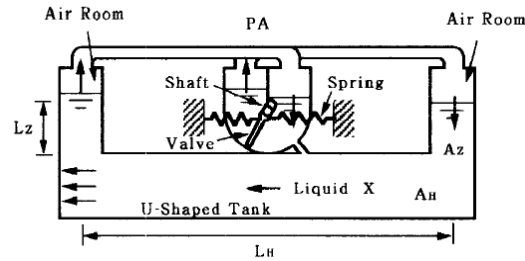 Air Room
PA
Air Room
Shaft
Spring
Lz
Valve
Az
Liquid X
AH
U-Shaped Tank
LH